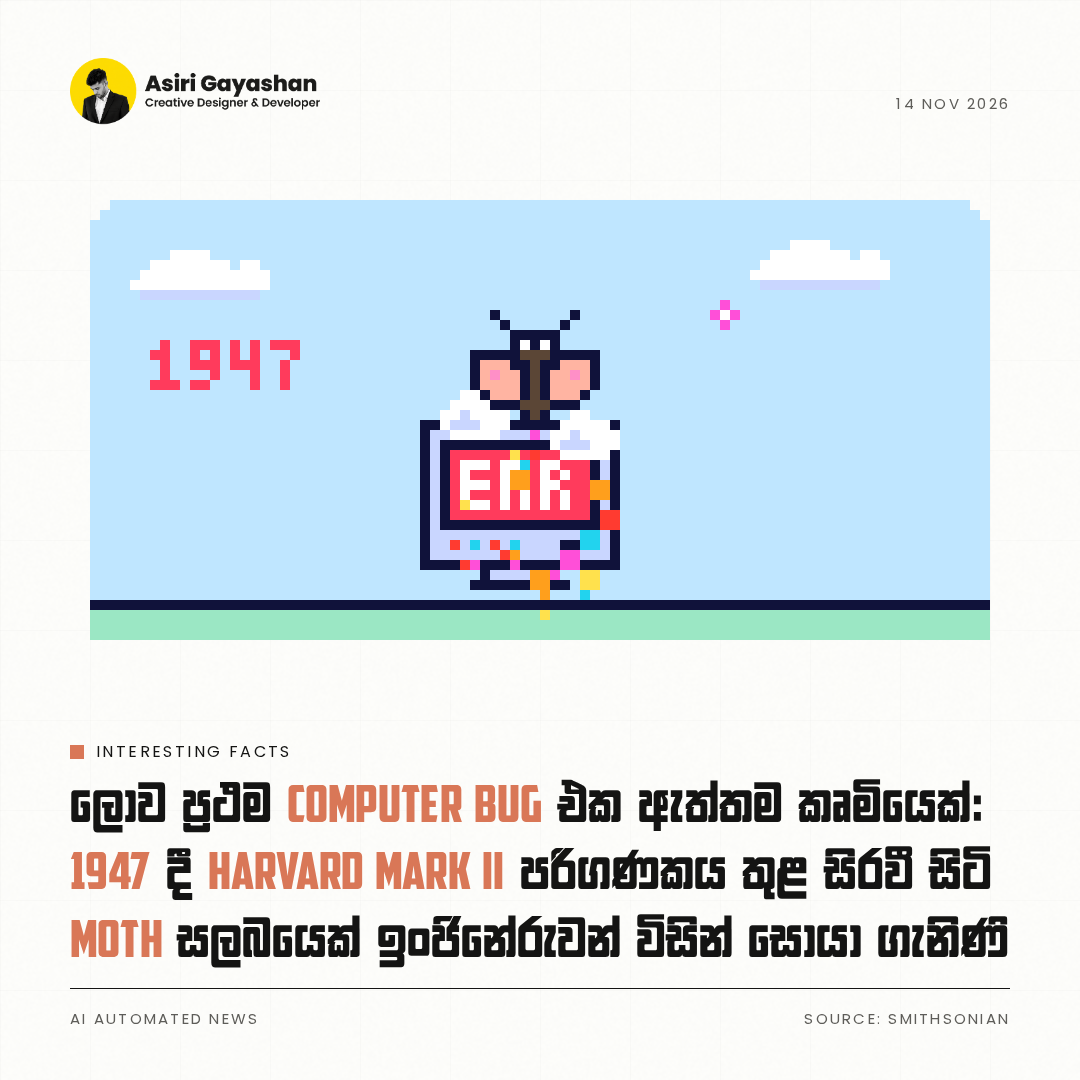 Asiri Gayashan
Creative Designer & Developer
14 NOV 2026
1947
ERR
INTERESTING FACTS
ලොව ප්‍රථම COMPUTER BUG එක ඇත්තම කෘමියෙක්:
1947 දී HARVARD MARK II පරිගණකය තුළ සිරවී සිටි
MOTH සලබයෙක් ඉංජිනේරුවන් විසින් සොයා ගැනිණි
AI AUTOMATED NEWS
SOURCE: SMITHSONIAN